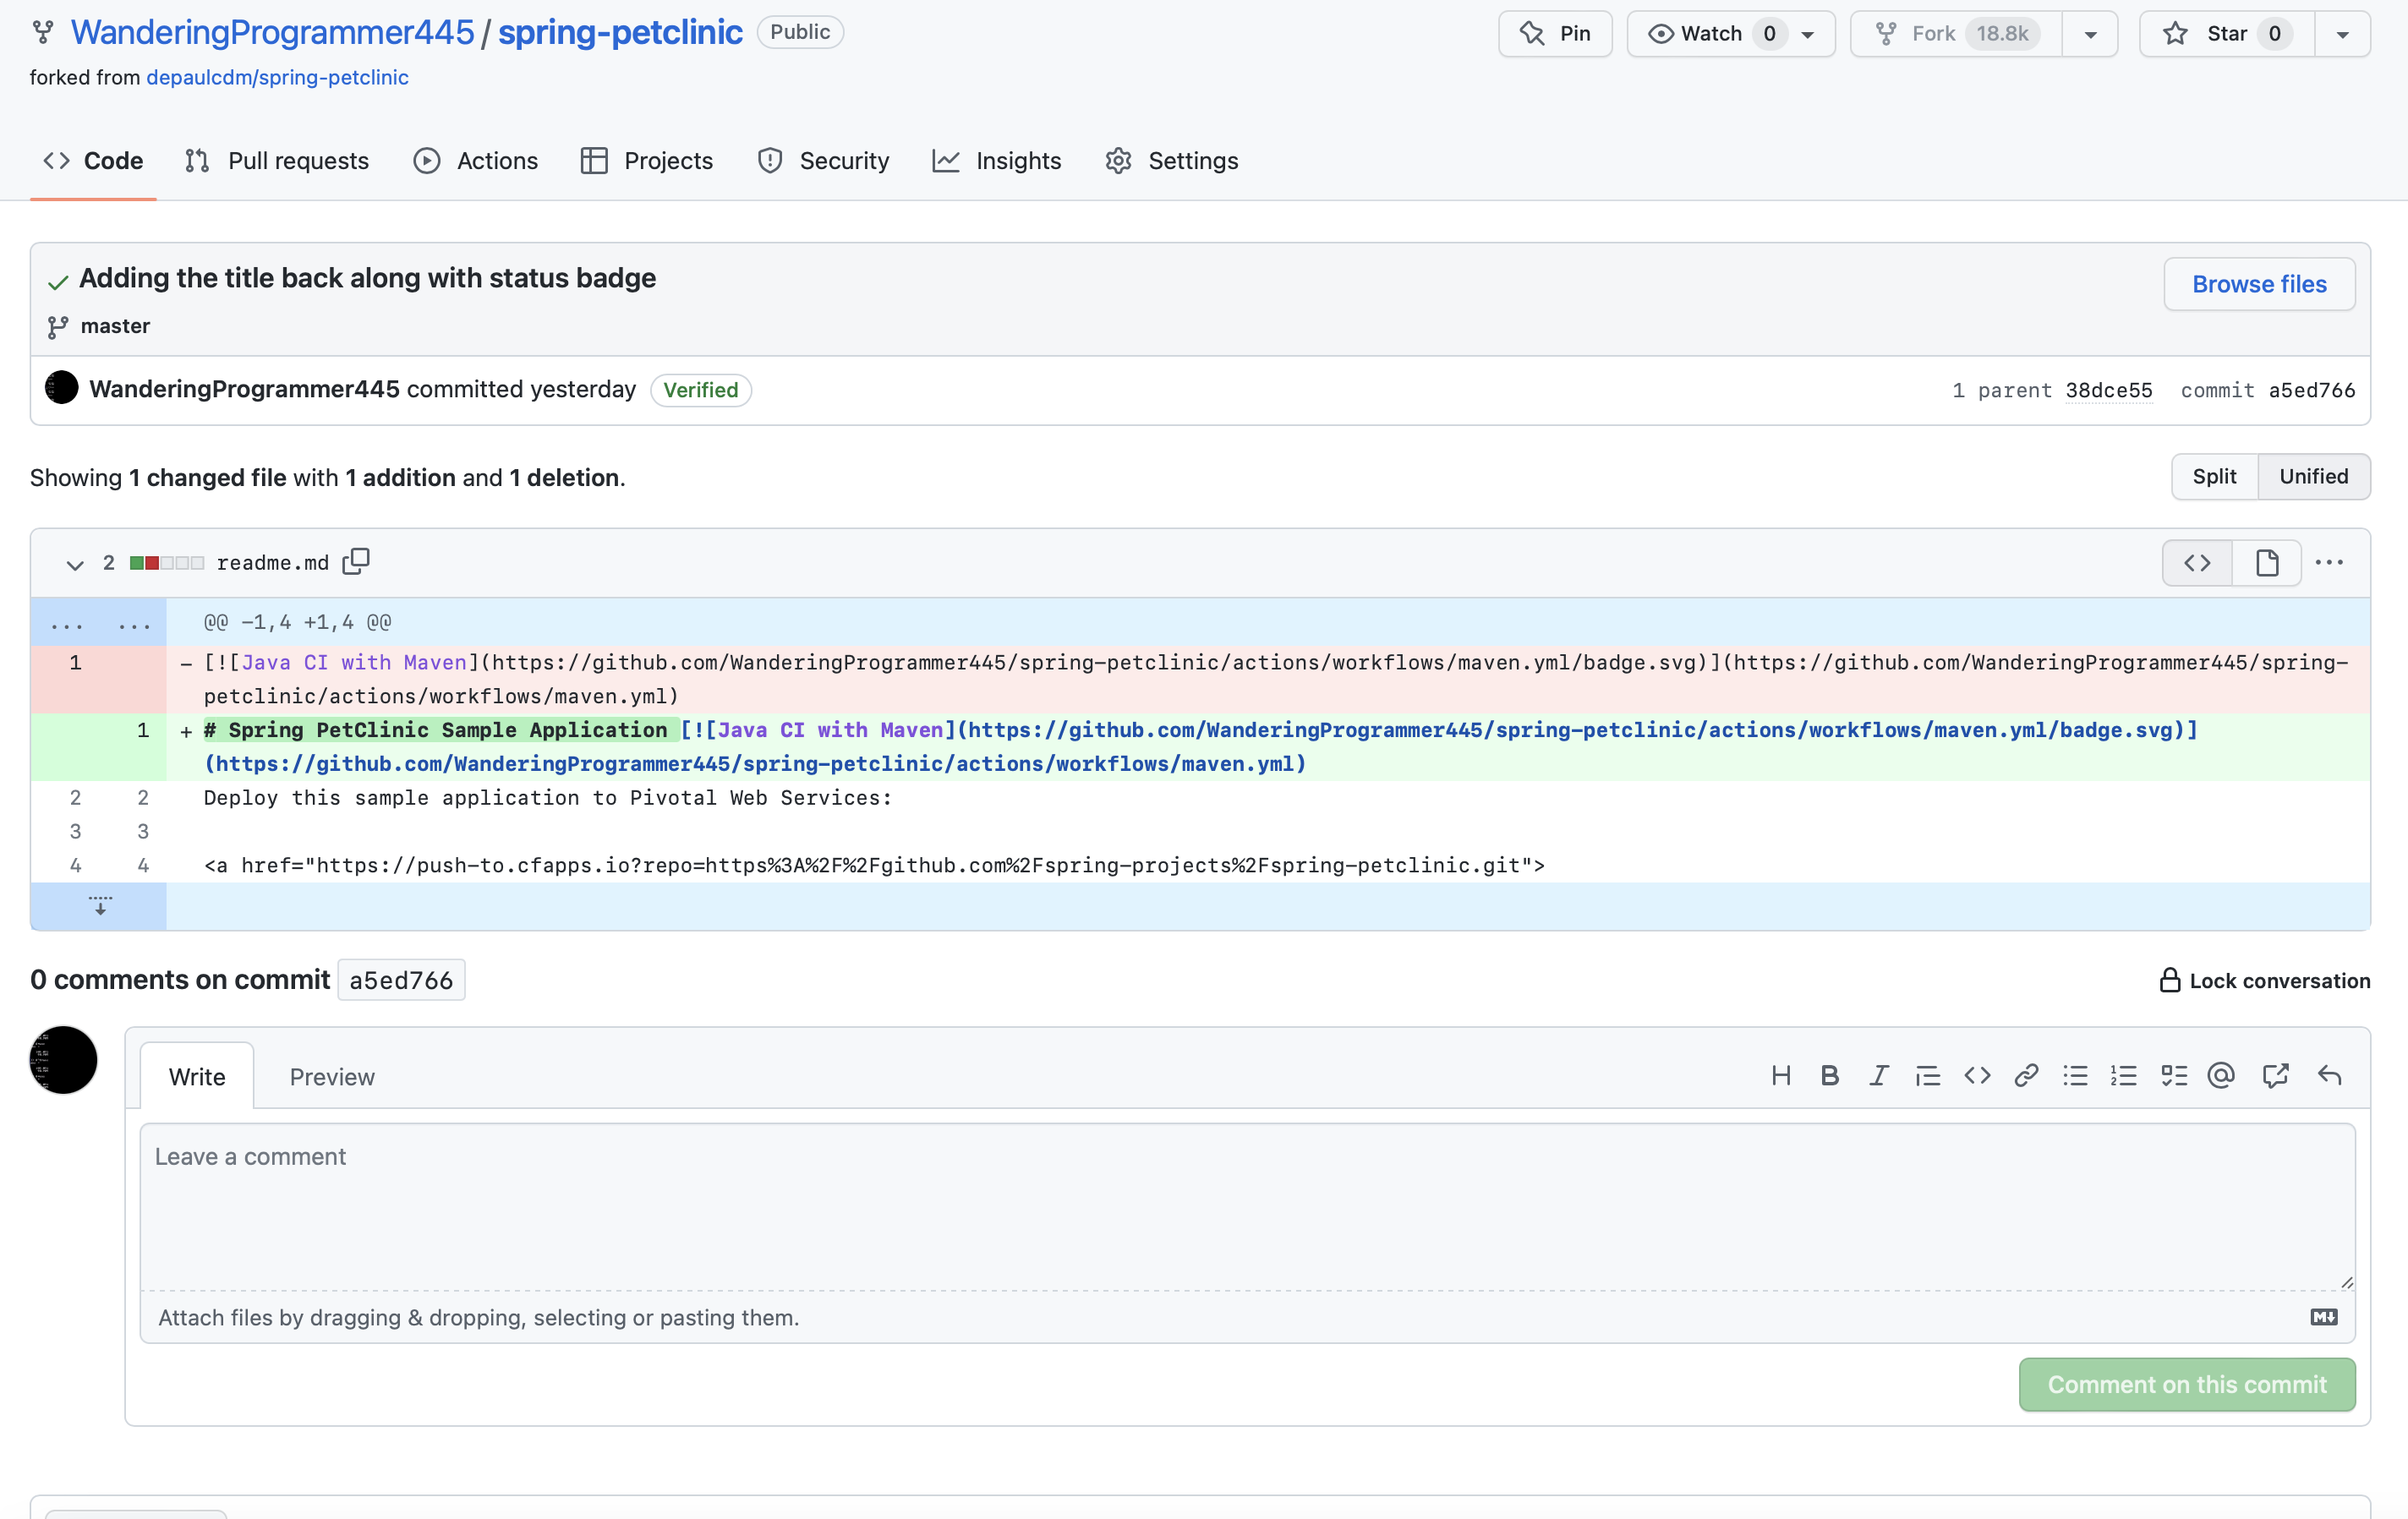 WanderingProgrammer445 / spring-petclinic Public Pin Watch 0 Fork 18.8k Star 0
forked from depaulcdm/spring-petclinic
Code Pull requests Actions Projects Security Insights Settings
Adding the title back along with status badge
Browse files
master
WanderingProgrammer445 committed yesterday Verified 1 parent 38dce55 commit a5ed766
Showing 1 changed file with 1 addition and 1 deletion. Split Unified
2 readme.md
... ... @@ -1,4 +1,4 @@
1 - [![Java CI with Maven](https://github.com/WanderingProgrammer445/spring-petclinic/actions/workflows/maven.yml/badge.svg)](https://github.com/WanderingProgrammer445/spring-
petclinic/actions/workflows/maven.yml)
1 + # Spring PetClinic Sample Application [![Java CI with Maven](https://github.com/WanderingProgrammer445/spring-petclinic/actions/workflows/maven.yml/badge.svg)]
(https://github.com/WanderingProgrammer445/spring-petclinic/actions/workflows/maven.yml)
2 2 Deploy this sample application to Pivotal Web Services:
3 3
4 4 <a href="https://push-to.cfapps.io?repo=https%3A%2F%2Fgithub.com%2Fspring-projects%2Fspring-petclinic.git">
0 comments on commit a5ed766 Lock conversation
Write Preview
Leave a comment
Attach files by dragging & dropping, selecting or pasting them.
Comment on this commit